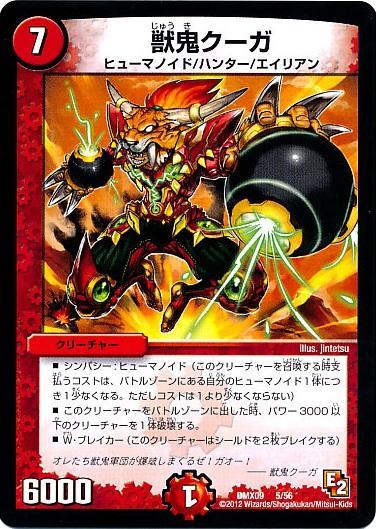 7
じゅう き
獣鬼クーガ
ヒューマノイド/ハンター/エイリアン
illus. Jintetsu
クリーチャー
■ シンパシー:ヒューマノイド (このクリーチャーを召喚する時支
払うコストは、バトルゾーンにある自分のヒューマノイド1体につ
き1少なくなる。ただしコストは1より少なくならない)
■ このクリーチャーをバトルゾーンに出した時、パワー3000以
下のクリーチャーを1体破壊する。
■ W・ブレイカー (このクリーチャーはシールドを2枚ブレイクする)
オレたち獣鬼軍団が爆破しまくるぜ!ガオー!
—— 獣鬼クーガ
6000
1
DMX09 5/56
©2012 Wizards/Shogakukan/Mitsui-Kids
E2